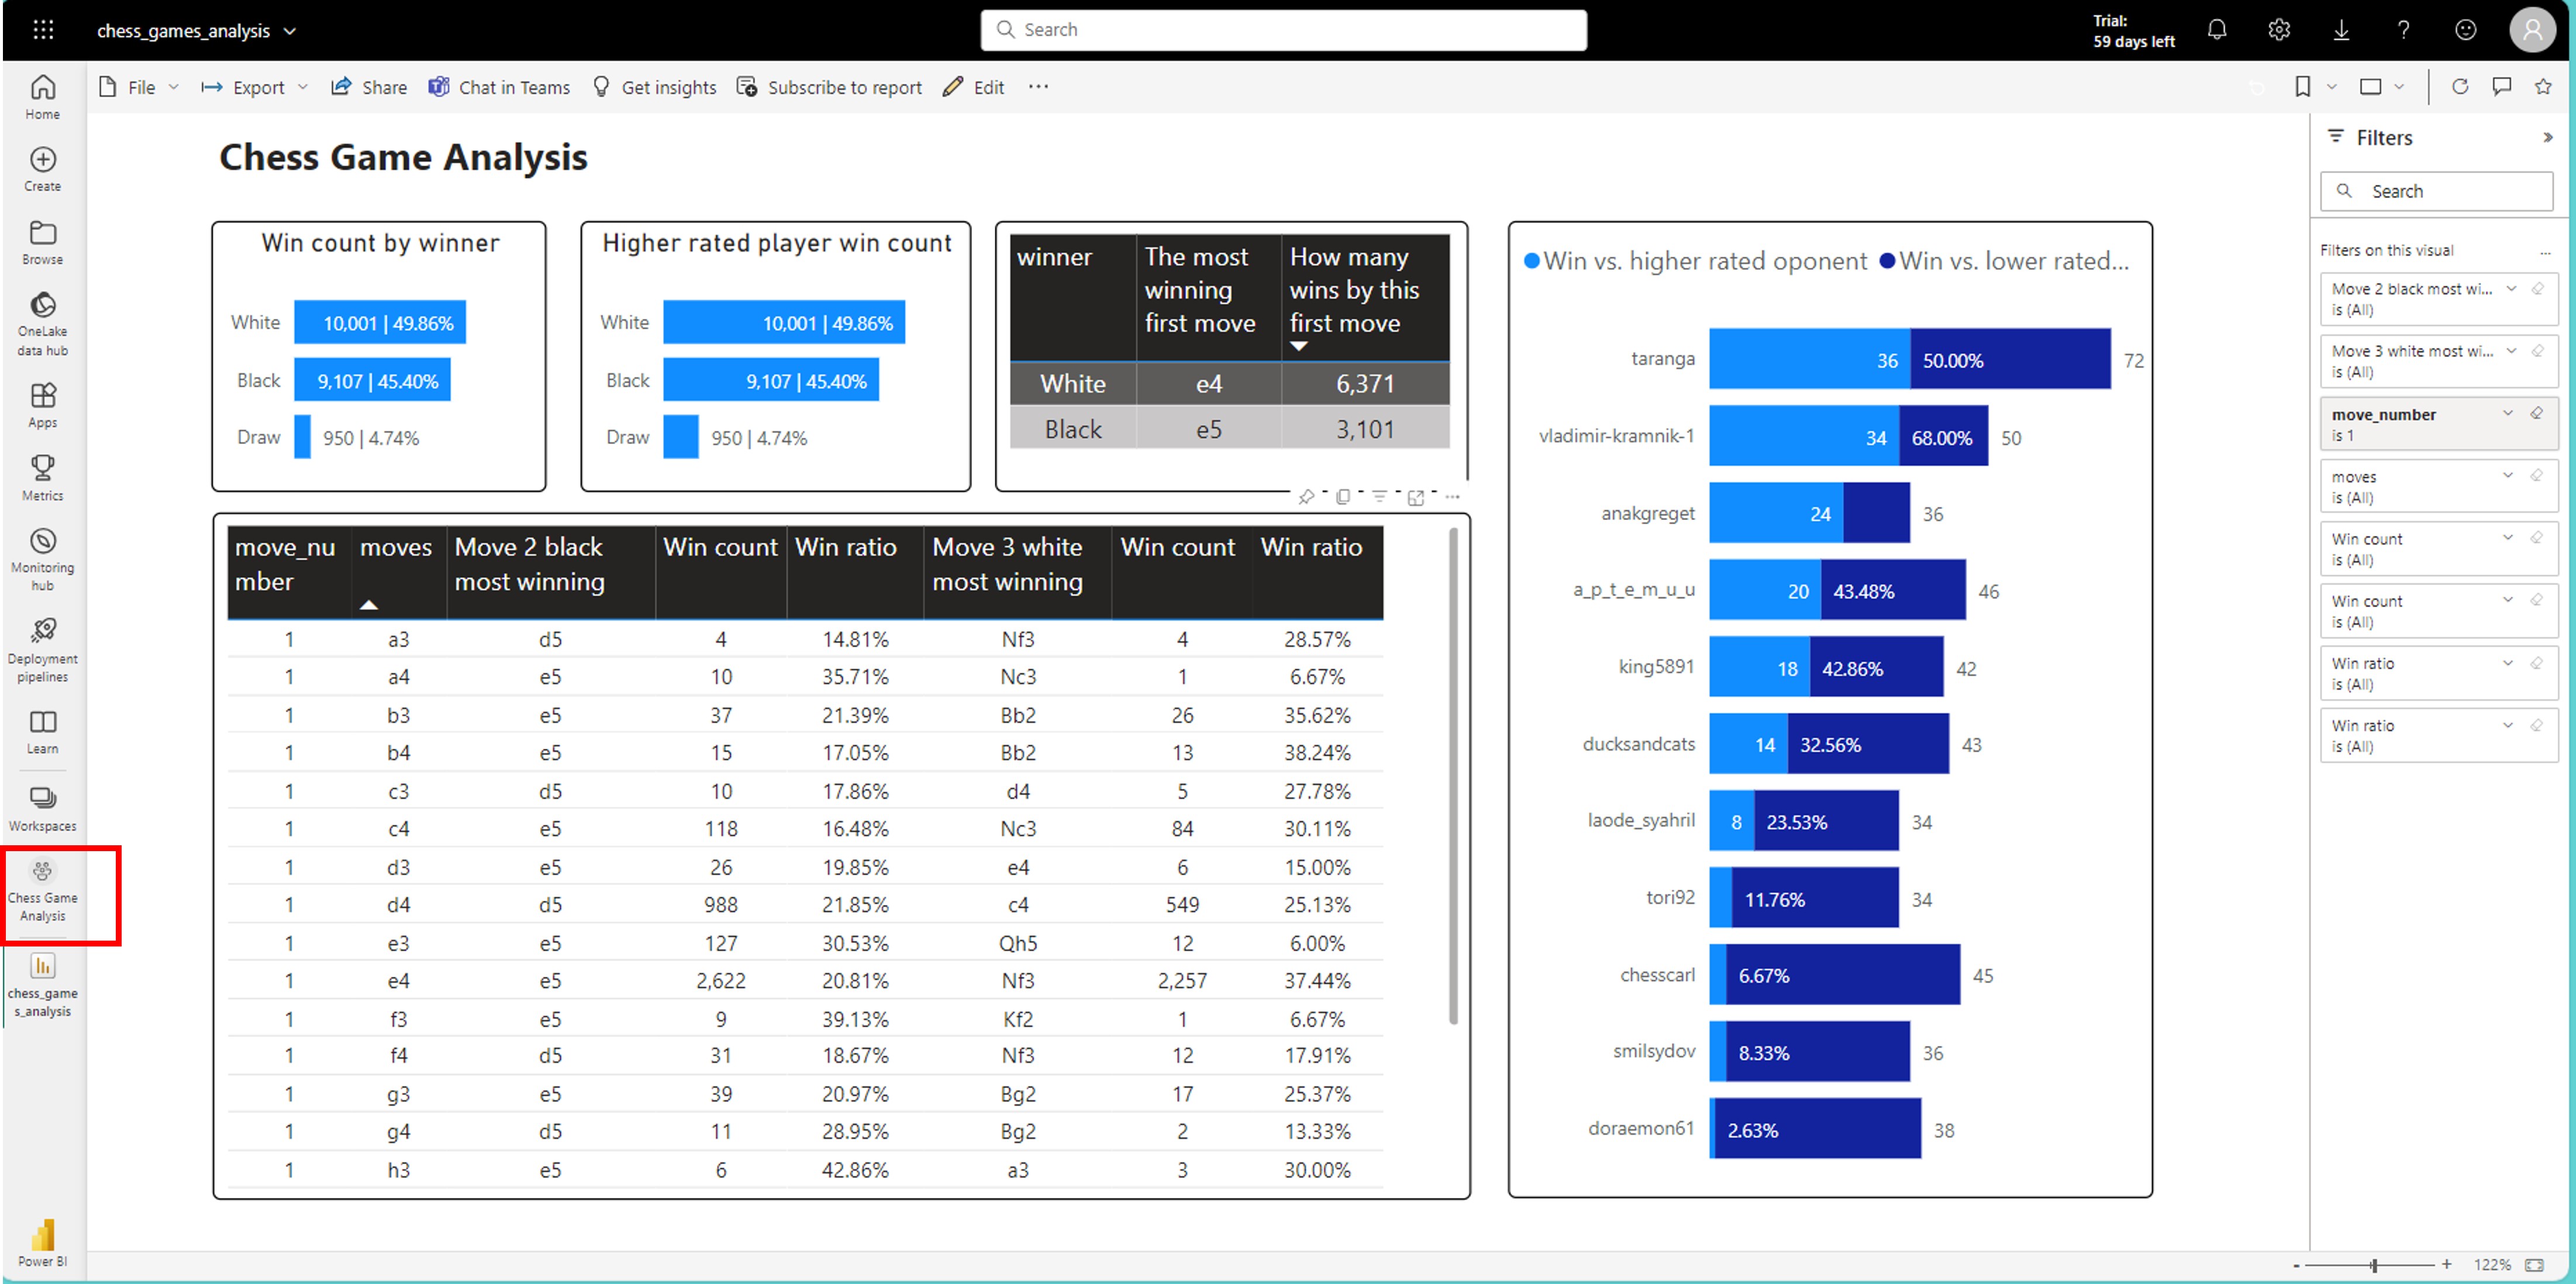 chess_games_analysis
Search
Trial:
59 days left
File
Export
Share
Chat in Teams
Get insights
Subscribe to report
Edit
Home
Create
Browse
OneLake
data hub
Apps
Metrics
Monitoring
hub
Deployment
pipelines
Learn
Workspaces
Chess Game
Analysis
chess_game
s_analysis
Power BI
Chess Game Analysis
Win count by winner
White 10,001 | 49.86%
Black 9,107 | 45.40%
Draw 950 | 4.74%
Higher rated player win count
White 10,001 | 49.86%
Black 9,107 | 45.40%
Draw 950 | 4.74%
winner The most winning first move How many wins by this first move
White e4 6,371
Black e5 3,101
move_nu mber moves Move 2 black most winning Win count Win ratio Move 3 white most winning Win count Win ratio
1 a3 d5 4 14.81% Nf3 4 28.57%
1 a4 e5 10 35.71% Nc3 1 6.67%
1 b3 e5 37 21.39% Bb2 26 35.62%
1 b4 e5 15 17.05% Bb2 13 38.24%
1 c3 d5 10 17.86% d4 5 27.78%
1 c4 e5 118 16.48% Nc3 84 30.11%
1 d3 e5 26 19.85% e4 6 15.00%
1 d4 d5 988 21.85% c4 549 25.13%
1 e3 e5 127 30.53% Qh5 12 6.00%
1 e4 e5 2,622 20.81% Nf3 2,257 37.44%
1 f3 e5 9 39.13% Kf2 1 6.67%
1 f4 d5 31 18.67% Nf3 12 17.91%
1 g3 e5 39 20.97% Bg2 17 25.37%
1 g4 d5 11 28.95% Bg2 2 13.33%
1 h3 e5 6 42.86% a3 3 30.00%
Win vs. higher rated oponent Win vs. lower rated...
taranga 36 50.00% 72
vladimir-kramnik-1 34 68.00% 50
anakgreget 24 36
a_p_t_e_m_u_u 20 43.48% 46
king5891 18 42.86% 42
ducksandcats 14 32.56% 43
laode_syahril 8 23.53% 34
tori92 11.76% 34
chesscarl 6.67% 45
smilsydov 8.33% 36
doraemon61 2.63% 38
Filters
Search
Filters on this visual
Move 2 black most wi...
is (All)
Move 3 white most wi...
is (All)
move_number
is 1
moves
is (All)
Win count
is (All)
Win count
is (All)
Win ratio
is (All)
Win ratio
is (All)
122%